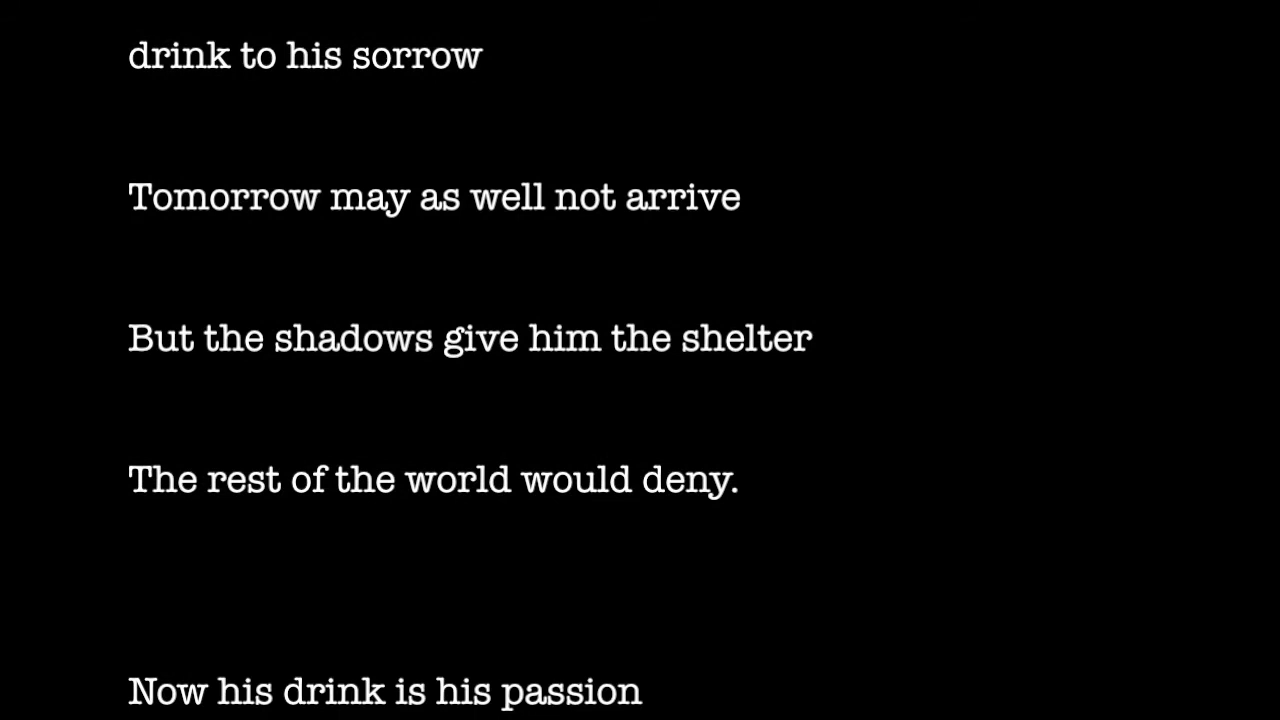 drink to his sorrow
Tomorrow may as well not arrive
But the shadows give him the shelter
The rest of the world would deny.
Now his drink is his passion